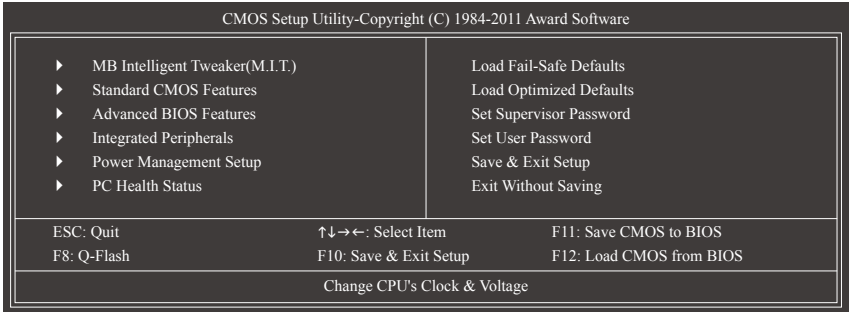 CMOS Setup Utility-Copyright (C) 1984-2011 Award Software
MB Intelligent Tweaker(M.I.T.)
Standard CMOS Features
Advanced BIOS Features
Integrated Peripherals
Power Management Setup
PC Health Status
Load Fail-Safe Defaults
Load Optimized Defaults
Set Supervisor Password
Set User Password
Save & Exit Setup
Exit Without Saving
ESC: Quit ↑↓→←: Select Item F11: Save CMOS to BIOS
F8: Q-Flash F10: Save & Exit Setup F12: Load CMOS from BIOS
Change CPU's Clock & Voltage